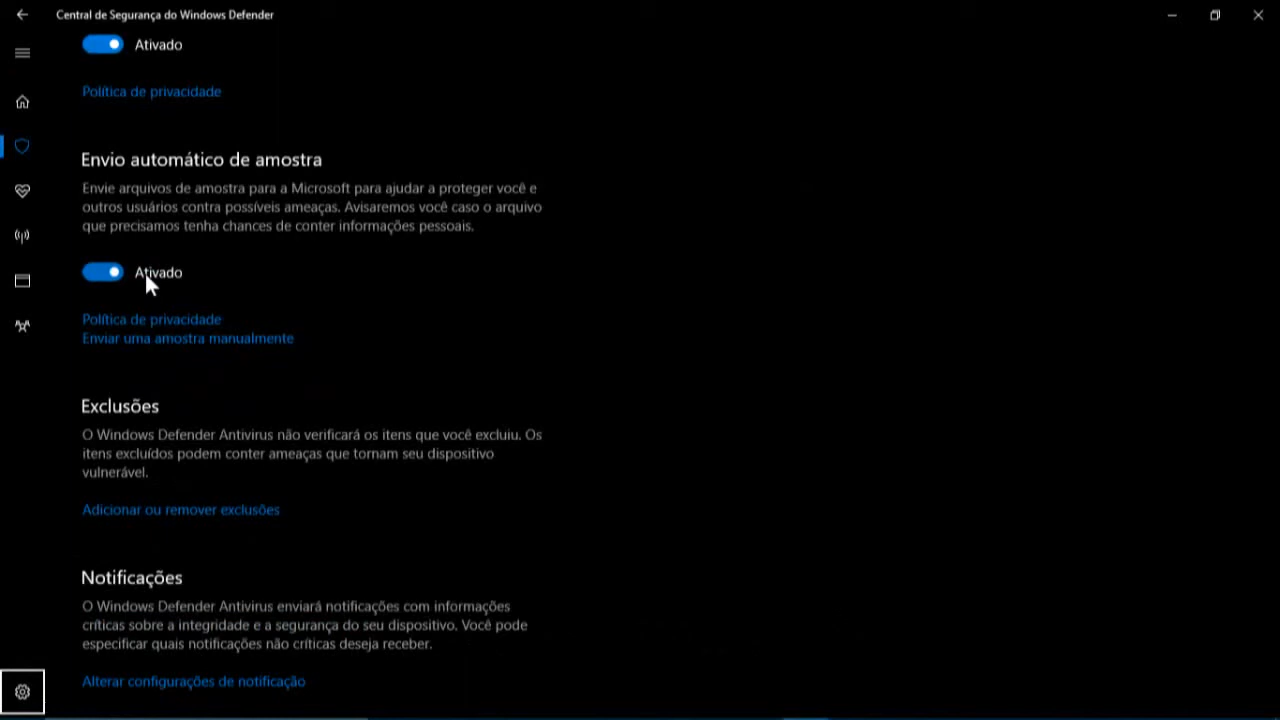 Central de Segurança do Windows Defender
Ativado
Política de privacidade
Envio automático de amostra
Envie arquivos de amostra para a Microsoft para ajudar a proteger você e
outros usuários contra possíveis ameaças. Avisaremos você caso o arquivo
que precisamos tenha chances de conter informações pessoais.
Ativado
Política de privacidade
Enviar uma amostra manualmente
Exclusões
O Windows Defender Antivirus não verificará os itens que você excluiu. Os
itens excluídos podem conter ameaças que tornam seu dispositivo
vulnerável.
Adicionar ou remover exclusões
Notificações
O Windows Defender Antivirus enviará notificações com informações
críticas sobre a integridade e a segurança do seu dispositivo. Você pode
especificar quais notificações não críticas deseja receber.
Alterar configurações de notificação